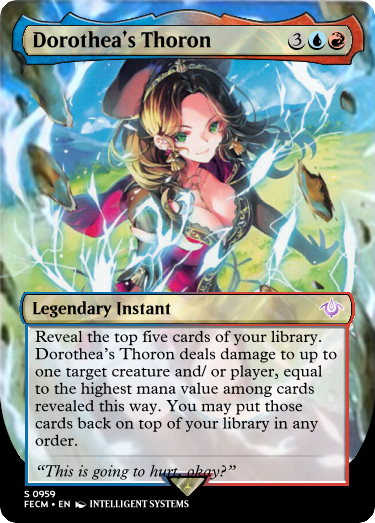 Dorothea's Thoron 3
Legendary Instant
Reveal the top five cards of your library.
Dorothea's Thoron deals damage to up to
one target creature and/ or player, equal
to the highest mana value among cards
revealed this way. You may put those
cards back on top of your library in any
order.
“This is going to hurt, okay?”
S 0959
FECM • EN INTELLIGENT SYSTEMS